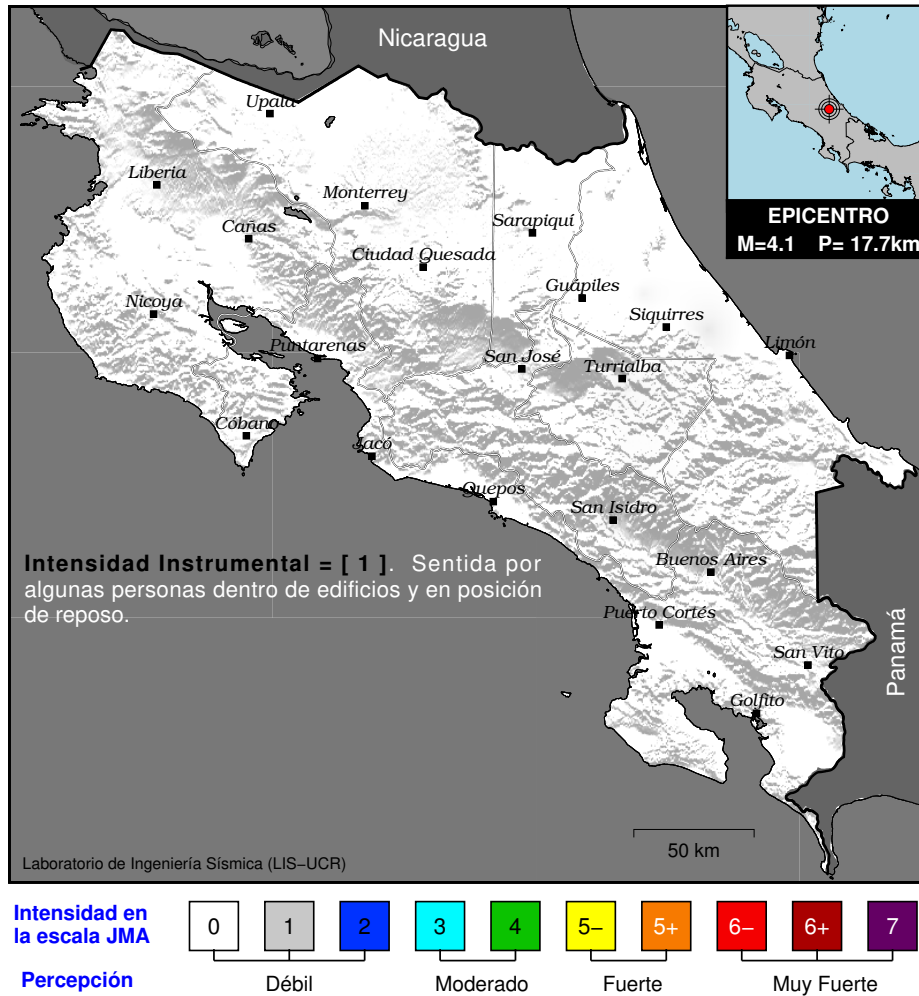 Nicaragua
EPICENTRO
M=4.1 P= 17.7km
Upala
Liberia
Monterrey
Cañas
Sarapiquí
Ciudad Quesada
Guápiles
Nicoya
Siquirres
Puntarenas
San José
Limón
Turrialba
Cóbano
Jacó
Quepos
San Isidro
Intensidad Instrumental = [ 1 ]. Sentida por
algunas personas dentro de edificios y en posición
de reposo.
Buenos Aires
Puerto Cortés
San Vito
Panamá
Golfito
50 km
Laboratorio de Ingeniería Sísmica (LIS−UCR)
Intensidad en
la escala JMA
0 1 2 3 4 5− 5+ 6− 6+ 7
Percepción
Débil Moderado Fuerte Muy Fuerte